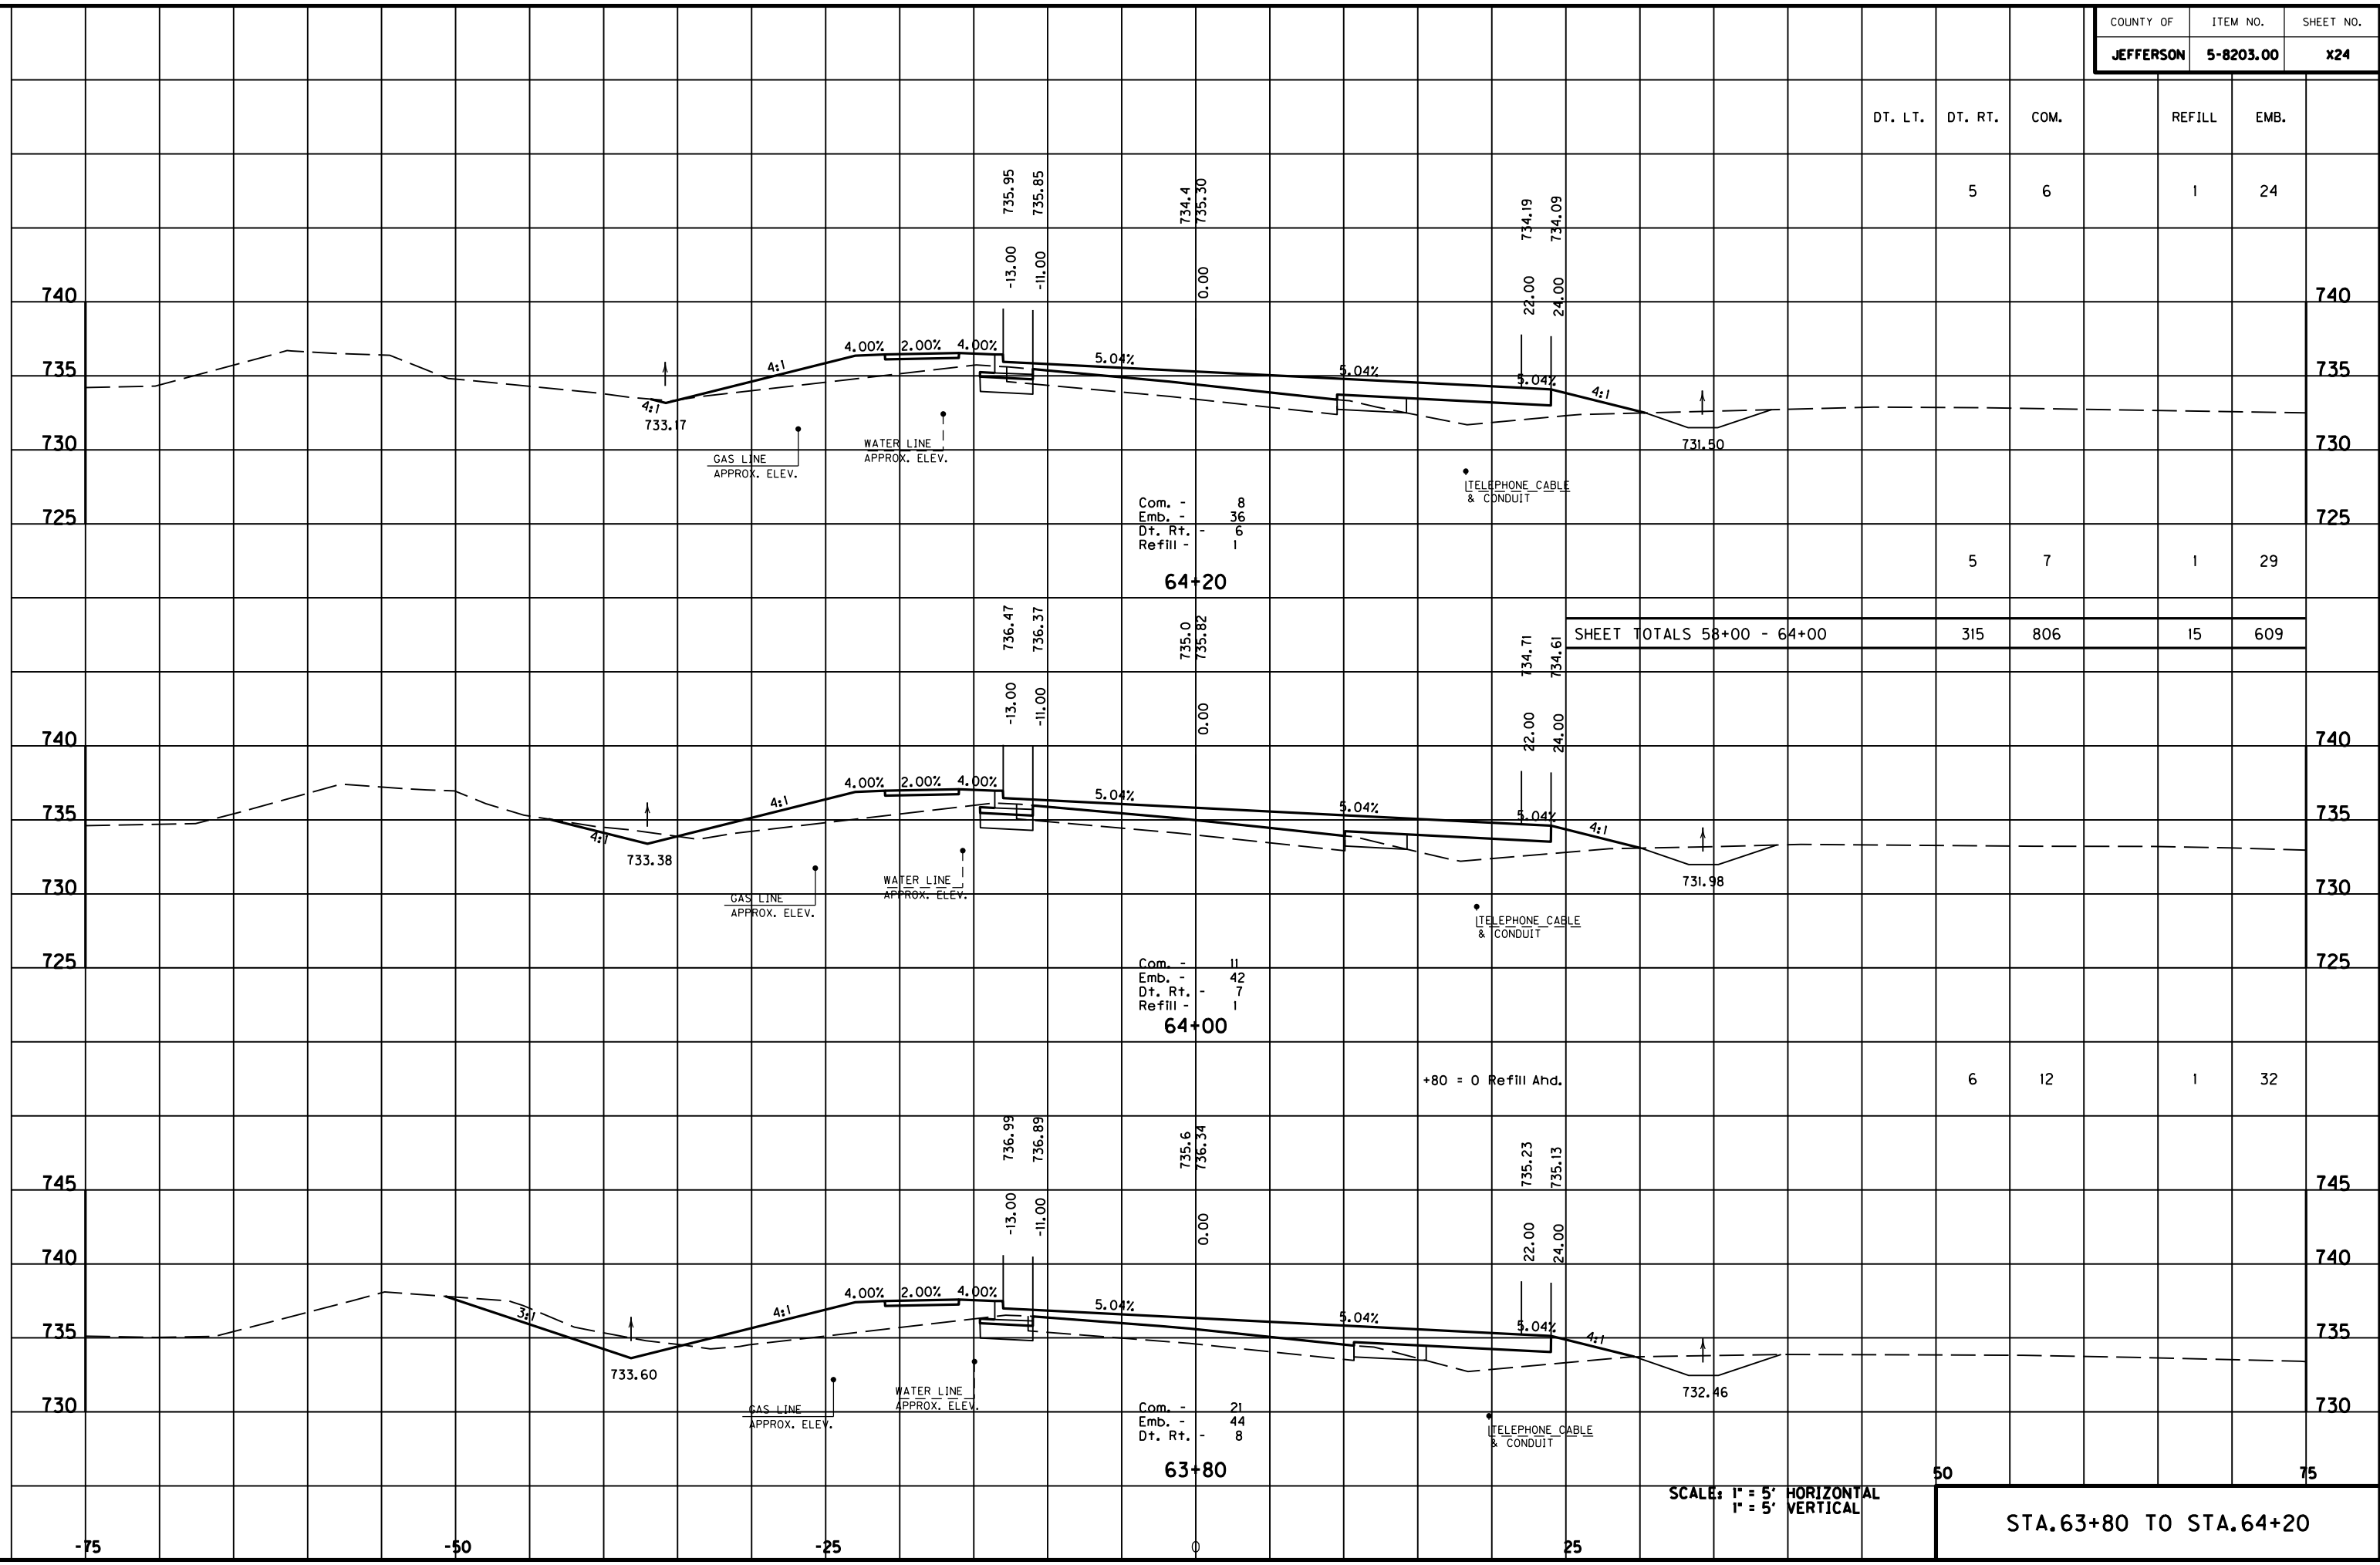 COUNTY OF ITEM NO. SHEET NO.
JEFFERSON 5-8203.00 X24
DT. LT. DT. RT. COM. REFILL EMB.
5 6 1 24
735.95 735.85 734.4 735.30 734.19 734.09
-13.00 -11.00 0.00 22.00 24.00
740 740
4.00% 2.00% 4.00%
4:1 5.04% 5.04% 5.04% 4:1
735 735
4:1
733.17
731.50
730 730
GAS LINE
APPROX. ELEV.
WATER LINE
APPROX. ELEV.
TELEPHONE CABLE
& CONDUIT
725 725
Com. - 8
Emb. - 36
Dt. Rt. - 6
Refill - 1
64+20
5 7 1 29
SHEET TOTALS 58+00 - 64+00 315 806 15 609
736.47 736.37 735.0 735.82 734.71 734.61
-13.00 -11.00 0.00 22.00 24.00
740 740
4.00% 2.00% 4.00%
4:1 5.04% 5.04% 5.04% 4:1
735 735
4:1
733.38
731.98
730 730
GAS LINE
APPROX. ELEV.
WATER LINE
APPROX. ELEV.
TELEPHONE CABLE
& CONDUIT
725 725
Com. - 11
Emb. - 42
Dt. Rt. - 7
Refill - 1
64+00
+80 = 0 Refill Ahd. 6 12 1 32
736.99 736.89 735.6 736.34 735.23 735.13
745 745
-13.00 -11.00 0.00 22.00 24.00
740 740
4.00% 2.00% 4.00%
3:1 4:1 5.04% 5.04% 5.04% 4:1
735 735
733.60
732.46
730 730
GAS LINE
APPROX. ELEV.
WATER LINE
APPROX. ELEV.
TELEPHONE CABLE
& CONDUIT
Com. - 21
Emb. - 44
Dt. Rt. - 8
63+80
50 75
SCALE: 1" = 5' HORIZONTAL
1" = 5' VERTICAL
STA.63+80 TO STA.64+20
-75 -50 -25 0 25